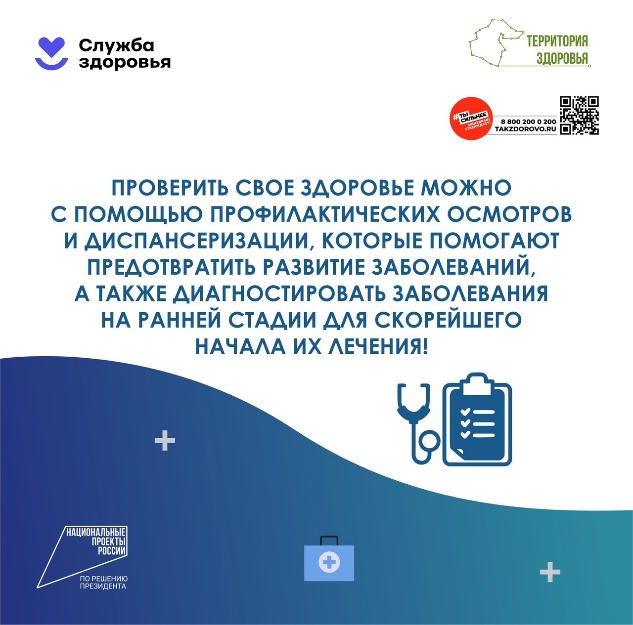 Служба
здоровья
ТЕРРИТОРИЯ
ЗДОРОВЬЯ
#ТЫ
СИЛЬНЕЕ
8 800 200 0 200
TAKZDOROVO.RU
ПРОВЕРИТЬ СВОЕ ЗДОРОВЬЕ МОЖНО
С ПОМОЩЬЮ ПРОФИЛАКТИЧЕСКИХ ОСМОТРОВ
И ДИСПАНСЕРИЗАЦИИ, КОТОРЫЕ ПОМОГАЮТ
ПРЕДОТВРАТИТЬ РАЗВИТИЕ ЗАБОЛЕВАНИЙ,
А ТАКЖЕ ДИАГНОСТИРОВАТЬ ЗАБОЛЕВАНИЯ
НА РАННЕЙ СТАДИИ ДЛЯ СКОРЕЙШЕГО
НАЧАЛА ИХ ЛЕЧЕНИЯ!
НАЦИОНАЛЬНЫЕ
ПРОЕКТЫ
РОССИИ
ПО РЕШЕНИЮ
ПРЕЗИДЕНТА